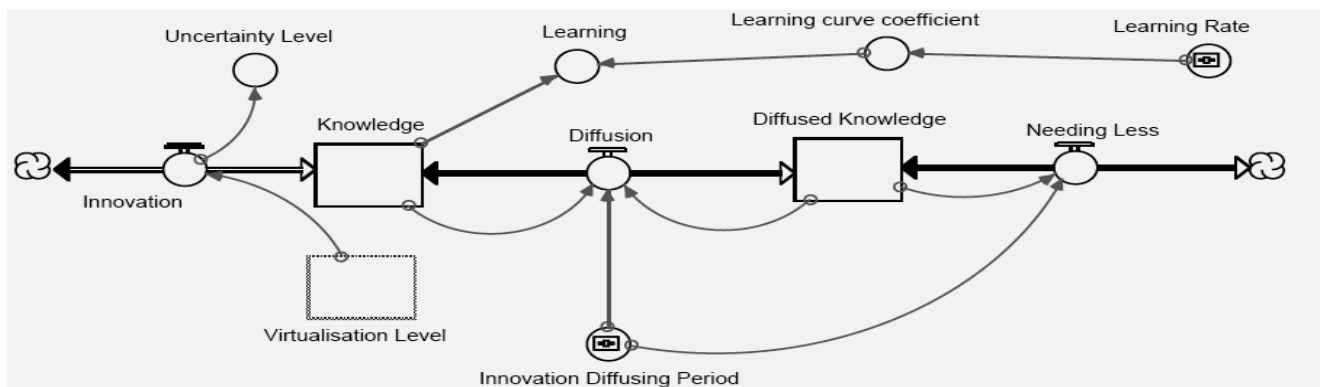 Uncertainty Level
Learning
Learning curve coefficient
Learning Rate
Knowledge
Diffusion
Diffused Knowledge
Needing Less
Innovation
Virtualisation Level
Innovation Diffusing Period